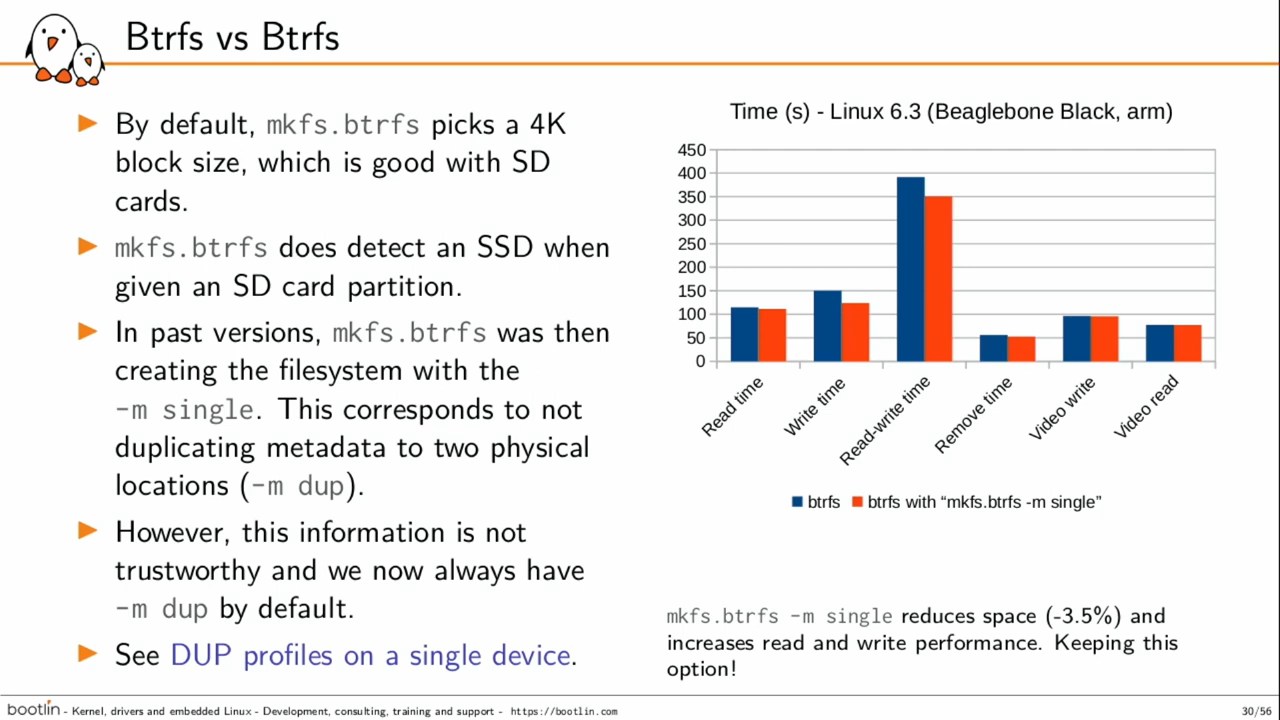 Btrfs vs Btrfs
By default, mkfs.btrfs picks a 4K
block size, which is good with SD
cards.
mkfs.btrfs does detect an SSD when
given an SD card partition.
In past versions, mkfs.btrfs was then
creating the filesystem with the
-m single. This corresponds to not
duplicating metadata to two physical
locations (-m dup).
However, this information is not
trustworthy and we now always have
-m dup by default.
See DUP profiles on a single device.
Time (s) - Linux 6.3 (Beaglebone Black, arm)
450
400
350
300
250
200
150
100
50
0
Read time
Write time
Read-write time
Remove time
Video write
Video read
btrfs
btrfs with “mkfs.btrfs -m single”
mkfs.btrfs -m single reduces space (-3.5%) and
increases read and write performance. Keeping this
option!
bootlin - Kernel, drivers and embedded Linux - Development, consulting, training and support - https://bootlin.com
30/56